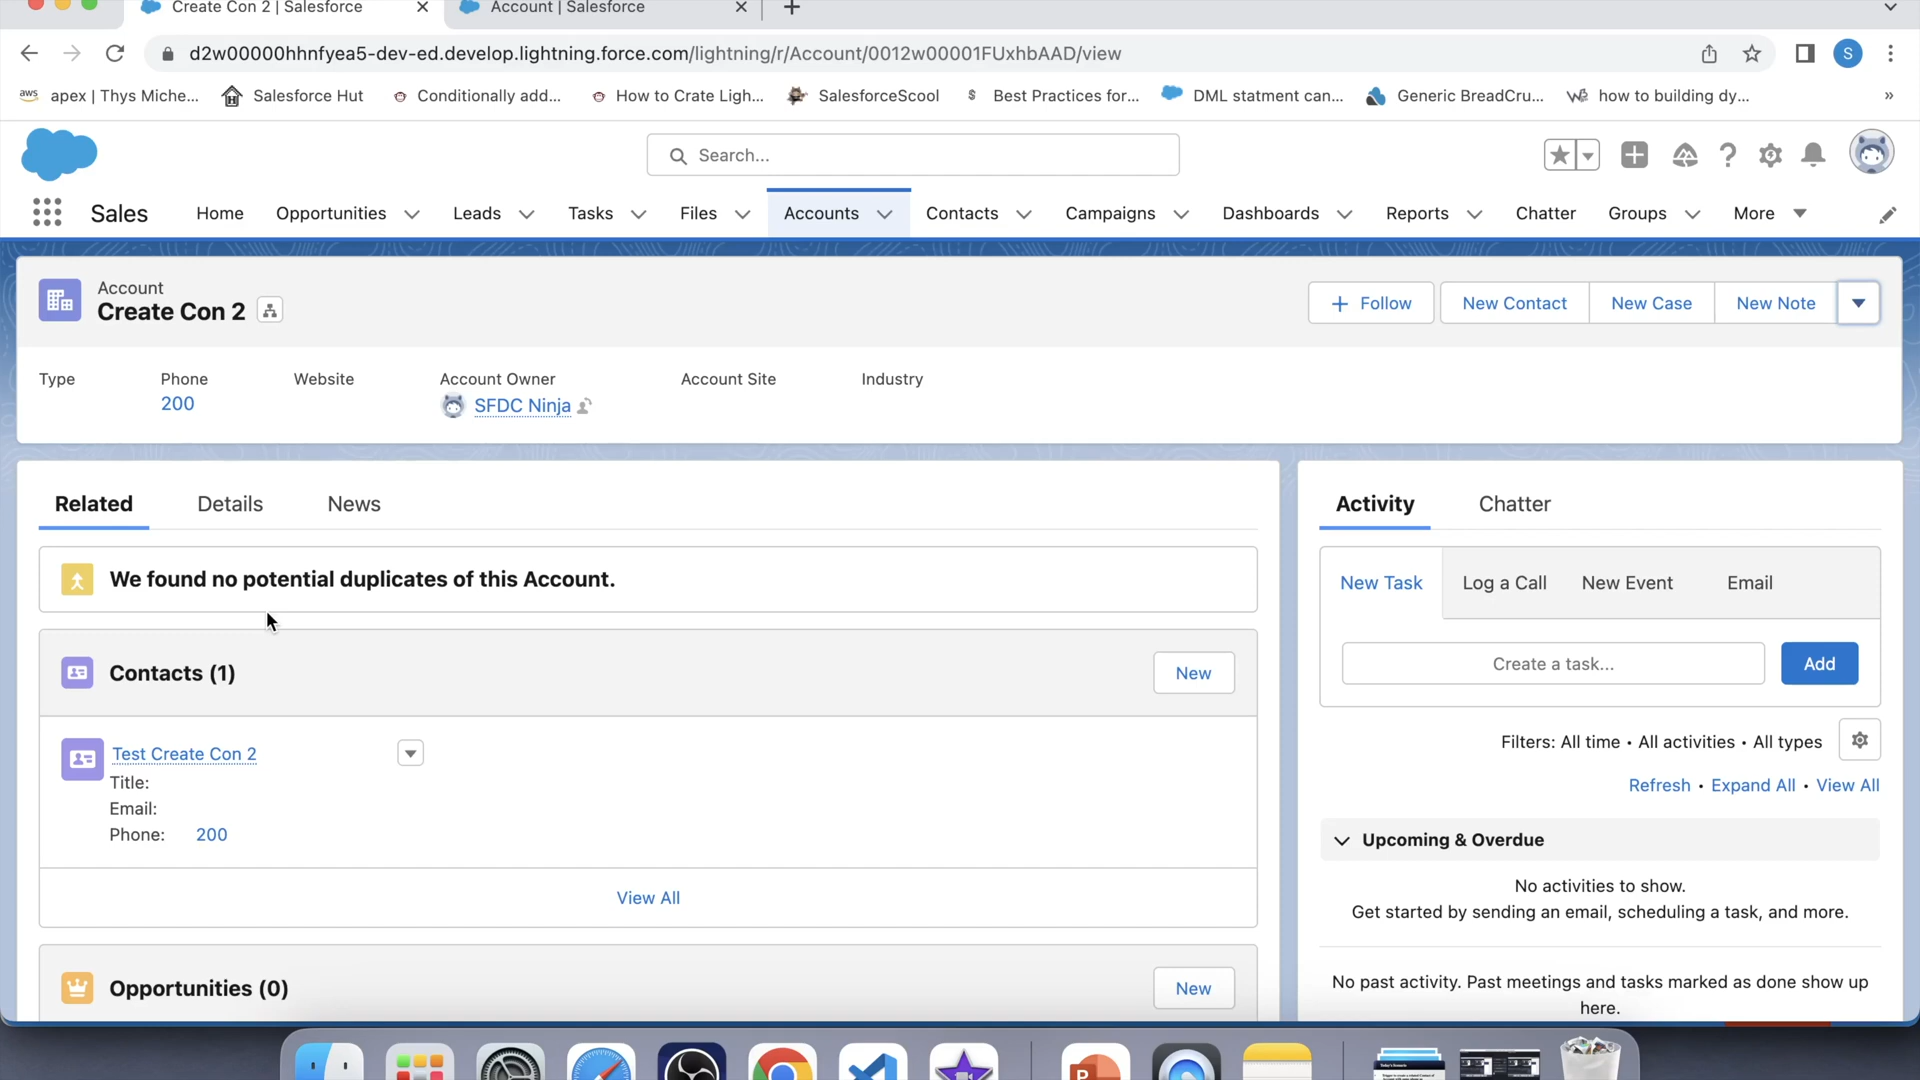 Create Con 2 | Salesforce
Account | Salesforce
d2w00000hhnfyea5-dev-ed.develop.lightning.force.com/lightning/r/Account/0012w00001FUxhbAAD/view
S
aws apex | Thys Miche...
Salesforce Hut
Conditionally add...
How to Crate Ligh...
SalesforceScool
Best Practices for...
DML statment can...
Generic BreadCru...
how to building dy...
»
Search...
Sales
Home
Opportunities
Leads
Tasks
Files
Accounts
Contacts
Campaigns
Dashboards
Reports
Chatter
Groups
More
Account
Create Con 2
Follow
New Contact
New Case
New Note
Type
Phone
Website
Account Owner
Account Site
Industry
200
SFDC Ninja
Related
Details
News
We found no potential duplicates of this Account.
Contacts (1)
New
Test Create Con 2
Title:
Email:
Phone: 200
View All
Opportunities (0)
New
Activity
Chatter
New Task
Log a Call
New Event
Email
Create a task...
Add
Filters: All time • All activities • All types
Refresh • Expand All • View All
Upcoming & Overdue
No activities to show.
Get started by sending an email, scheduling a task, and more.
No past activity. Past meetings and tasks marked as done show up
here.